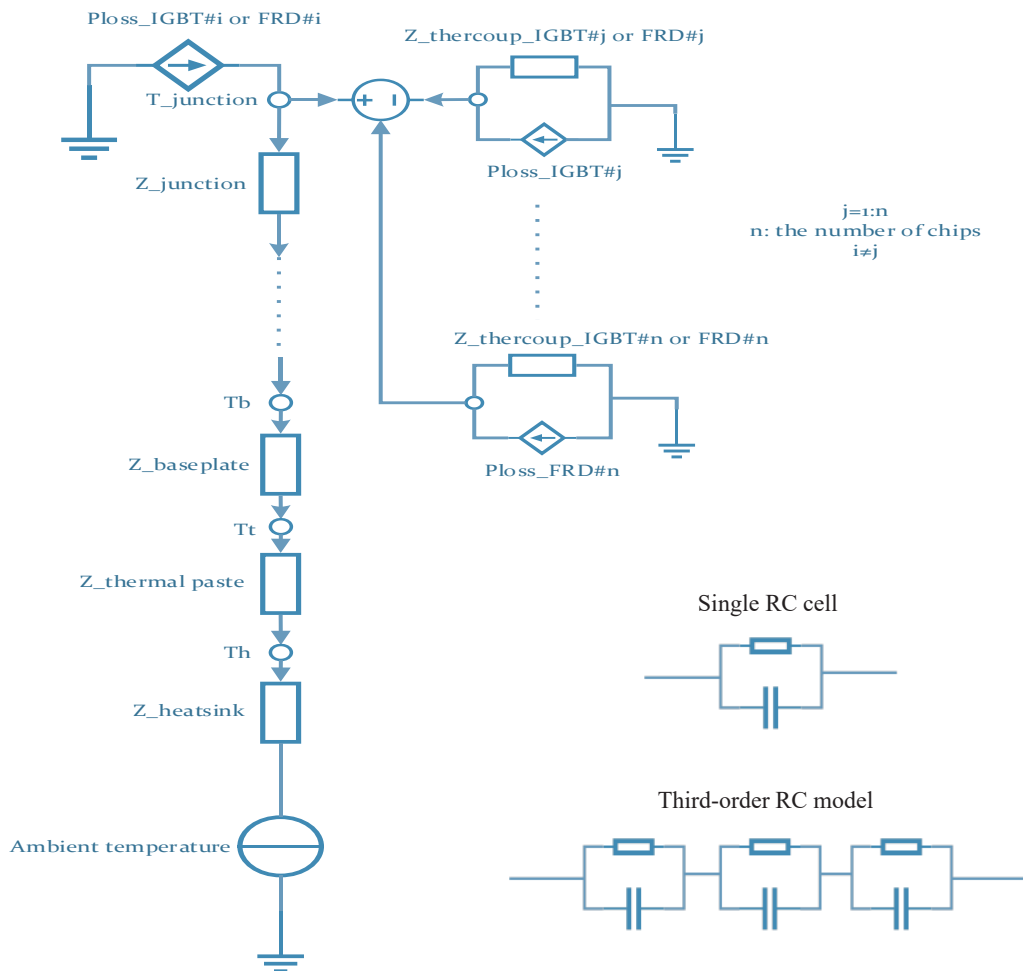 Ploss_IGBT#i or FRD#i
Z_thercoup_IGBT#j or FRD#j
T_junction
+
Ploss_IGBT#j
Z_junction
j=1:n
n: the number of chips
i≠j
Z_thercoup_IGBT#n or FRD#n
Tb
Z_baseplate
Ploss_FRD#n
Tt
Z_thermal paste
Single RC cell
Th
Z_heatsink
Third-order RC model
Ambient temperature